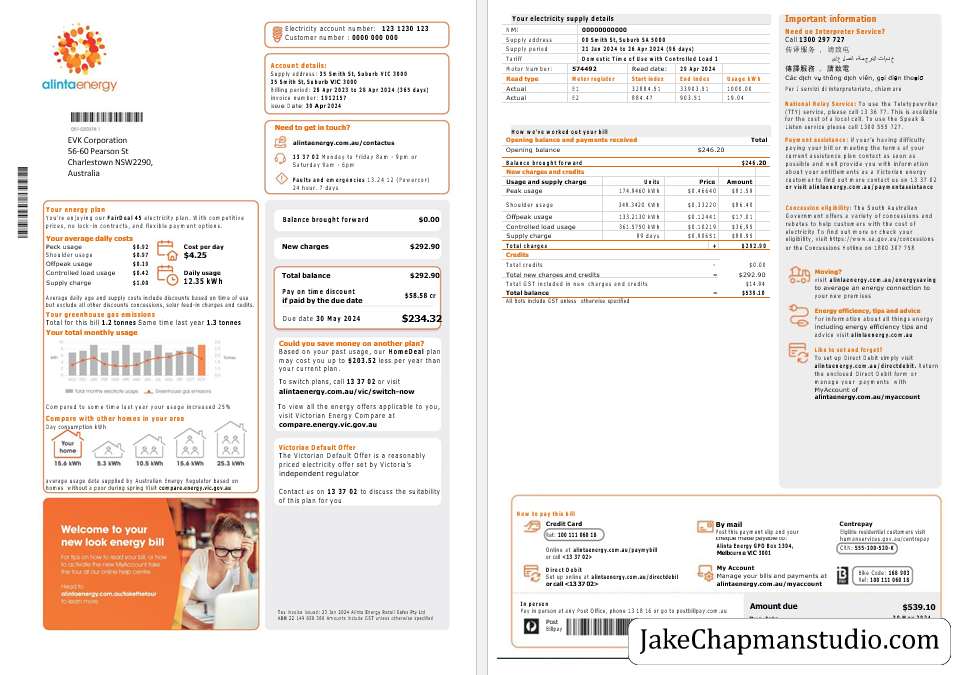 alintaenergy
Electricity account number: 123 1230 123
Customer number : 0000 000 000
Account details:
Supply address: 35 Smith St, Suburb VIC 3000
35 Smith St, Suburb VIC 3000
Billing period: 28 Apr 2023 to 26 Apr 2024 (365 days)
Invoice number: 1912157
Issue Date: 30 Apr 2024
EVK Corporation
56-60 Pearson St
Charlestown NSW2290,
Australia
Need to get in touch?
alintaenergy.com.au/contactus
13 37 02 Monday to Friday 8am - 9pm or
Saturday 9am - 6pm
Faults and emergencies 13 24 12 (Powercor)
24 hour. 7 days
Your energy plan
You're enjoying our FairDeal 45 electricity plan. With competitive
prices, no lock-in contracts, and flexible payment options.
Your average daily costs
Peck usage $0.92
Shoulder usage $0.97
Offpeak usage $0.19
Controlled load usage $0.42
Supply charge $1.00
Cost per day
$4.25
Daily usage
12.35 kWh
Average daily age and supply costs include discounts based on time of use
but exclude all other discounts concessions, solar feed-in charge and cardits.
Your greenhouse gas emissions
Total for this bill 1.2 tonnes Same time last year 1.3 tonnes
Your total monthly usage
Total monthly electricity usage Greenhouse gas emissions
Compared to some time last year your usage increased 25%
Compare with other homes in your area
Day consumption kWh
Your
home
15.6 kWh 5.3 kWh 10.5 kWh 15.6 kWh 25.3 kWh
average usage data supplied by Australian Energy Regulator based on
homes without a poor during spring Visit compare.energy.vic.gov.au
Balance brought forward $0.00
New charges $292.90
Total balance $292.90
Pay on time discount
if paid by the due date $58.58 cr
Due date 30 May 2024 $234.32
Could you save money on another plan?
Based on your past usage, our HomeDeal plan
may cost you up to $203.52 less per year than
your current plan.
To switch plans, call 13 37 02 or visit
alintaenergy.com.au/vic/switch-now
To view all the energy offers applicable to you,
visit Victorian Energy Compare at
compare.energy.vic.gov.au
Victorian Default Offer
The Victorian Default Offer is a reasonably
priced electricity offer set by Victoria's
independent regulator
Contact us on 13 37 02 to discuss the suitability
of this plan for you
Welcome to your
new look energy bill
For tips on how to read your bill, or how
to activate the new MyAccount take
the tour at our online help centre.
Head to
alintaenergy.com.au/takethetour
to learn more
Tax invoice issued: 23 Jan 2024 Alinta Energy Retail Sales Pty Ltd
ABN 22 149 658 300 Amounts include GST unless otherwise specified
Your electricity supply details
NMI 00000000000
Supply address 00 Smith St, Suburb SA 5000
Supply period 21 Jan 2024 to 26 Apr 2024 (96 days)
Tariff Domestic Time of Use with Controlled Load 1
Motor Number: 574492 Read date: 29 Apr 2024
Read type Motor register Start index End index Usage kWh
Actual E1 32884.91 33903.91 1000.00
Actual E2 884.47 903.51 19.04
How we've worked out your bill
Opening balance and payments received Total
Opening balance $246.20
Balance brought forward $246.20
New charges and credits
Usage and supply charge Units Price Amount
Peak usage 174.9460 kWh $0.46640 $81.59
Shoulder usage 349.3420 kWh $0.33220 $86.40
Offpeak usage 133.2130 kWh $0.12441 $17.01
Controlled load usage 361.5790 kWh $0.10219 $36.95
Supply charge 99 days $0.90651 $80.95
Total charges + $292.90
Credits
Total credits - $0.00
Total new charges and credits = $292.90
Total GST included in new charges and credits $14.04
Total balance = $539.10
All bots include GST unless otherwise specified
Important information
Need an Interpreter Service?
Call 1300 297 727
传译服务 ， 请致电
傳譯服務 ， 請致電
Các dịch vụ thông dịch viên, gọi điện thoại
Per i servizi di interpretariato, chiamare
National Relay Service: To use the Teletypewriter
(TTY) service, please call 13 36 77. This is available
for the cost of a local call. To use the Speak &
Listen service please call 1300 555 727.
Payment assistance: if you're having difficulty
paying your bill or meeting the terms of your
current assistance plan contact us soon as
possible and well provide you with information
about your entitlements as a Victorian energy
customer to find out more contact us on 13 37 02
or visit alintaenergy.com.au/paymentassistance
Concession eligibility: The South Australian
Government offers a variety of concessions
and rebates to help customers with the cost of
electricity To find out more or check your
eligibility, visit https://www.sa.gov.au/concessions
or the Concessions Hotline on 1800 307 758
Moving?
visit alintaenergy.com.au/energysaving
to average an energy connection to
your new premises
Energy efficiency, tips and advice
For information about all things energy
including energy efficiency tips and
advice visit alintaenergy.com.au
Like to set and forget?
To set up Direct Debit simply visit
alintaenergy.com.au/directdebit. Return
the enclosed Direct Debit form or
manage your payments with
MyAccount of
alintaenergy.com.au/myaccount
How to pay this bill
Credit Card
Tel: 100 111 060 18
Online at alintaenergy.com.au/paymybill
or call <13 37 02>
Direct Debit
Set up online at alintaenergy.com.au/directdebit
or call <13 37 02>
By mail
Post this payment slip and your
cheque made payable to:
Alinta Energy GPO Box 1304,
Melbourne VIC 3001
My Account
Manage your bills and payments at
alintaenergy.com.au/myaccount
Centrepay
Eligible residential customers visit
humanservices.gov.au/centrepay
CRN: 555-100-530-K
Bike Code: 168 903
Tel: 100 111 060 18
In person
Pay in person at any Post Office, phone 13 18 16 or go to postbillpay.com.au
Post
Billpay
Amount due $539.10
JakeChapmanstudio.com